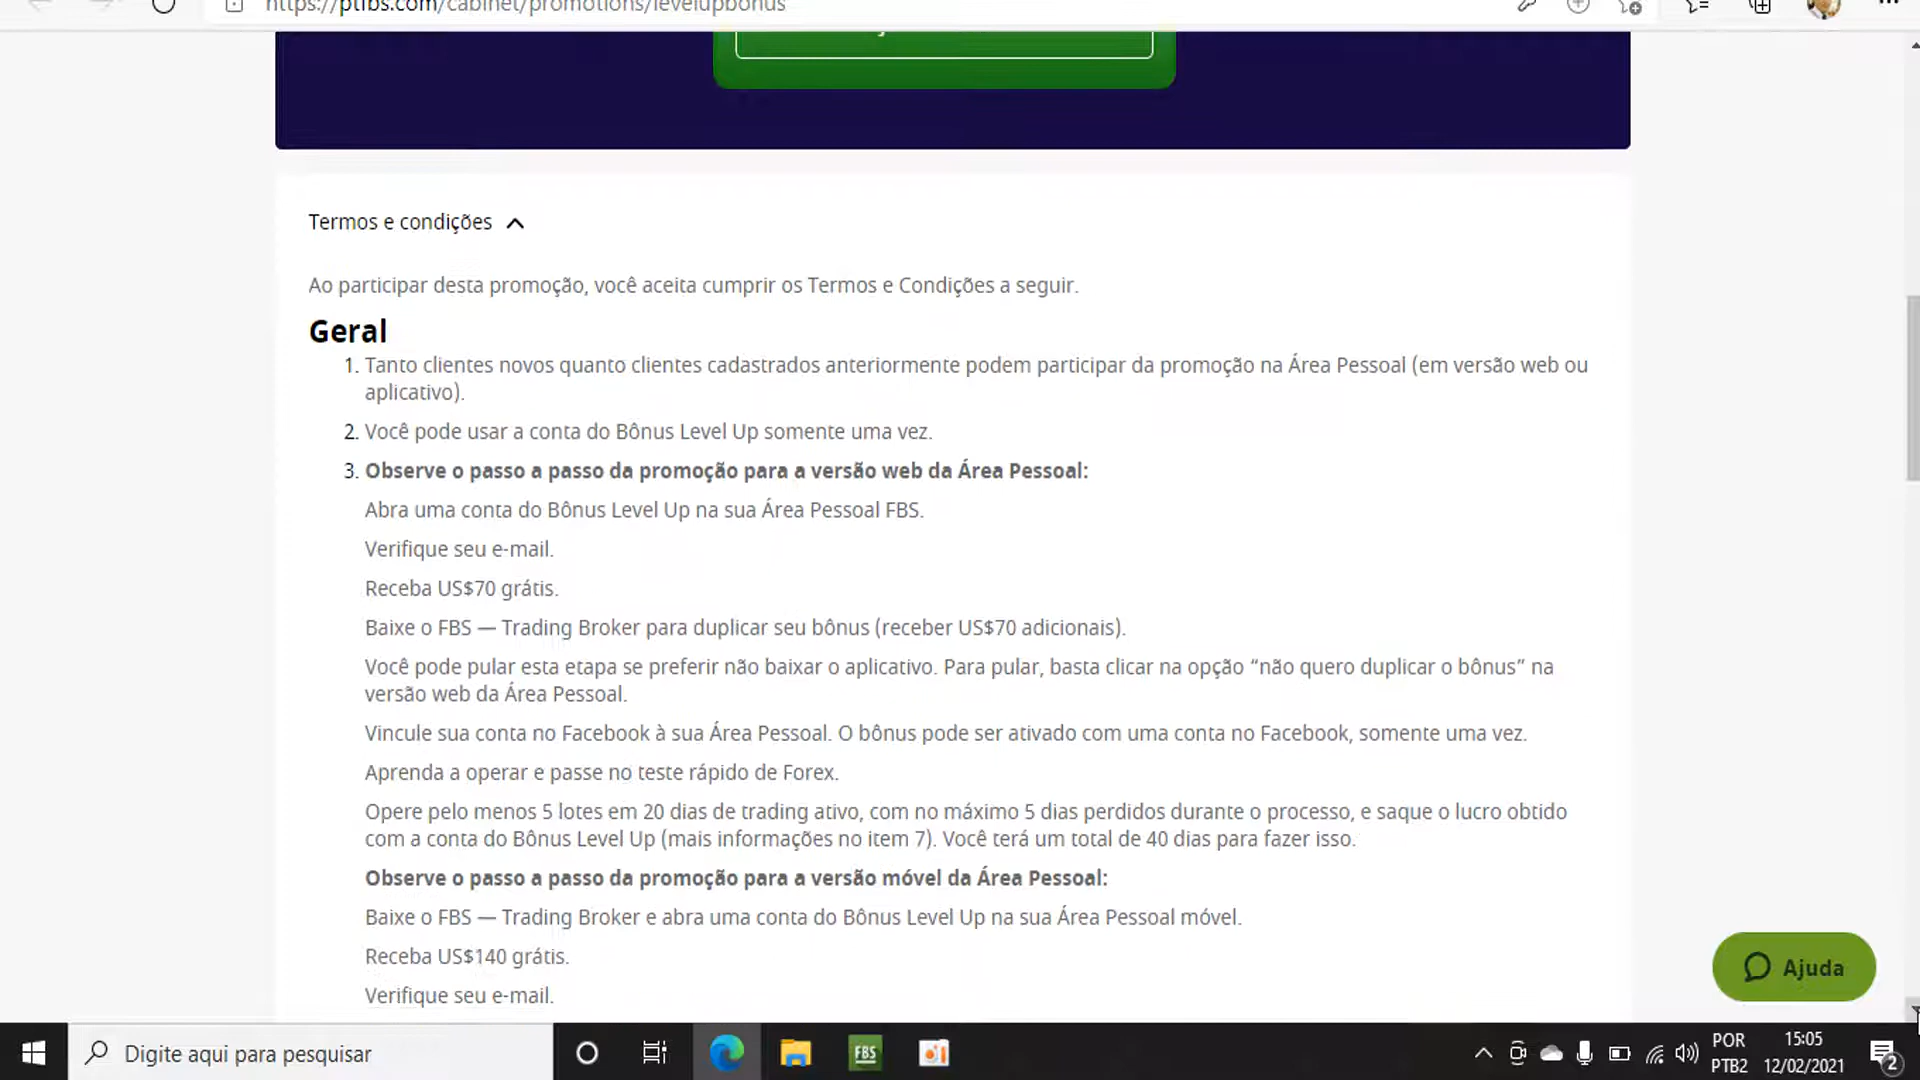 https://ptfbs.com/cabinet/promotions/levelupbonus
Termos e condições
Ao participar desta promoção, você aceita cumprir os Termos e Condições a seguir.
Geral
1. Tanto clientes novos quanto clientes cadastrados anteriormente podem participar da promoção na Área Pessoal (em versão web ou
aplicativo).
2. Você pode usar a conta do Bônus Level Up somente uma vez.
3. Observe o passo a passo da promoção para a versão web da Área Pessoal:
Abra uma conta do Bônus Level Up na sua Área Pessoal FBS.
Verifique seu e-mail.
Receba US$70 grátis.
Baixe o FBS — Trading Broker para duplicar seu bônus (receber US$70 adicionais).
Você pode pular esta etapa se preferir não baixar o aplicativo. Para pular, basta clicar na opção “não quero duplicar o bônus” na
versão web da Área Pessoal.
Vincule sua conta no Facebook à sua Área Pessoal. O bônus pode ser ativado com uma conta no Facebook, somente uma vez.
Aprenda a operar e passe no teste rápido de Forex.
Opere pelo menos 5 lotes em 20 dias de trading ativo, com no máximo 5 dias perdidos durante o processo, e saque o lucro obtido
com a conta do Bônus Level Up (mais informações no item 7). Você terá um total de 40 dias para fazer isso.
Observe o passo a passo da promoção para a versão móvel da Área Pessoal:
Baixe o FBS — Trading Broker e abra uma conta do Bônus Level Up na sua Área Pessoal móvel.
Receba US$140 grátis.
Verifique seu e-mail.
Ajuda
Digite aqui para pesquisar
FBS
POR
PTB2
15:05
12/02/2021
2